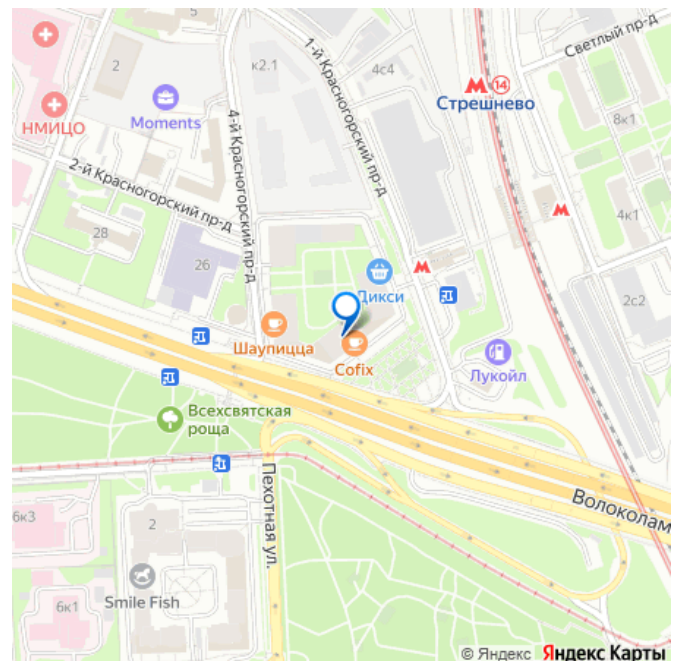 5
2
к2.1
4с4
14
Стрешнево
Светлый пр-д
8к1
НМИЦО
Moments
1-й Красногорский пр-д
4-й Красногорский пр-д
2-й Красногорский пр-д
28
26
4к1
2с2
Дикси
Шаупицца
Cofix
Лукойл
Всехсвятская
роща
Волоколам
Пехотная ул.
6к3
2
Smile Fish
6к1
© Яндекс Яндекс Карты